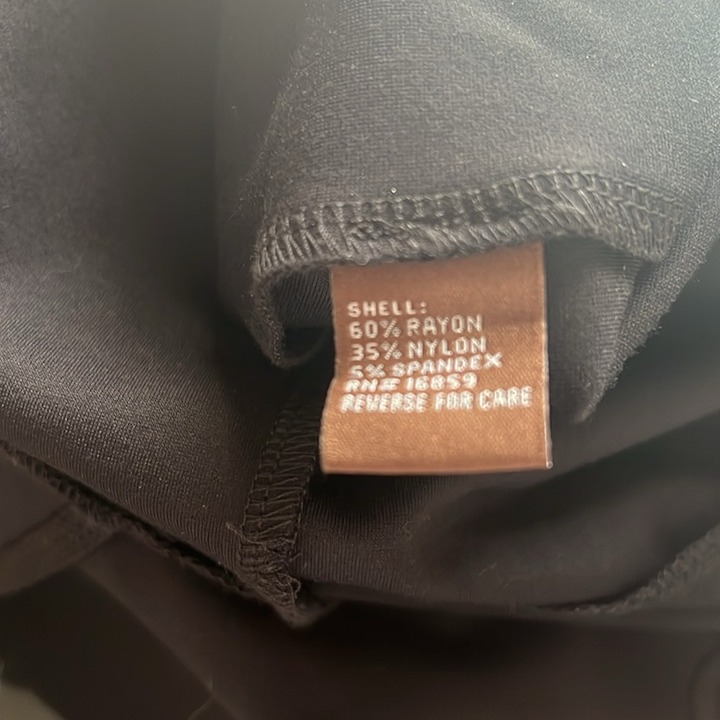 SHELL:
60% RAYON
35% NYLON
5% SPANDEX
RN# 16859
REVERSE FOR CARE